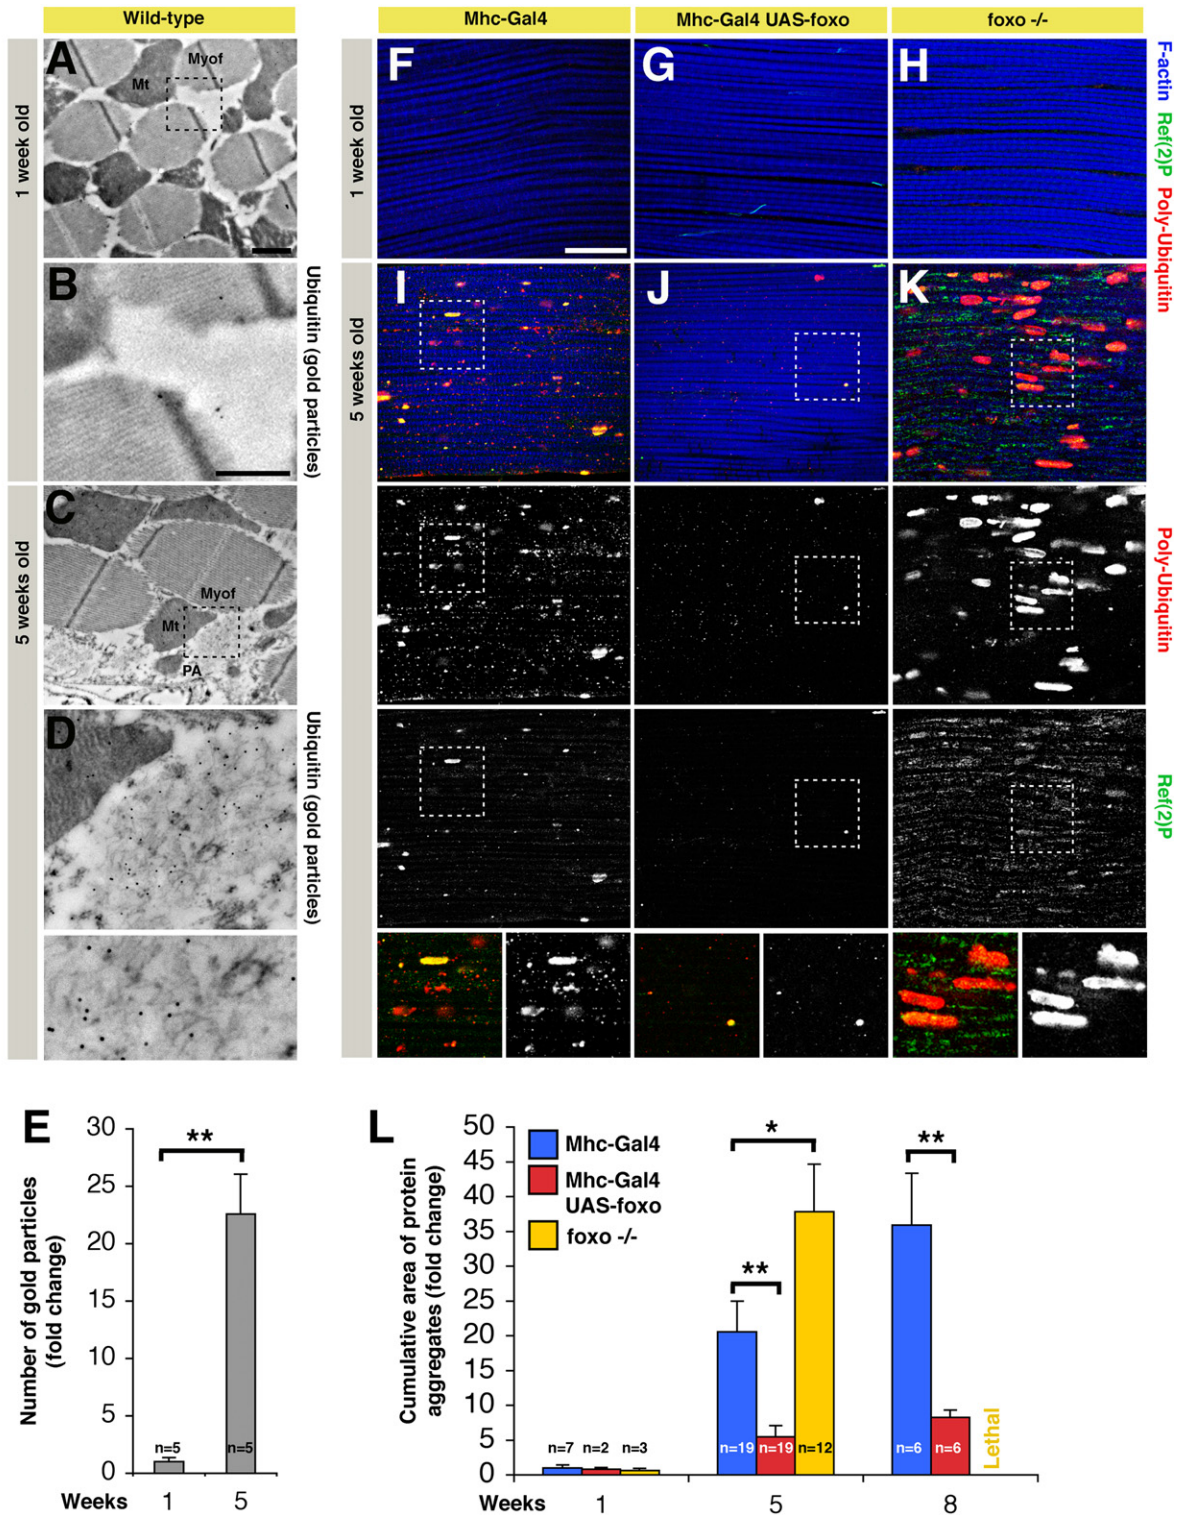 Wild-type
Mhc-Gal4
Mhc-Gal4 UAS-foxo
foxo -/-
1 week old
A
Mt
Myof
B
Ubiquitin (gold particles)
5 weeks old
C
Myof
Mt
PA
D
Ubiquitin (gold particles)
1 week old
F
G
H
F-actin Ref(2)P Poly-Ubiquitin
5 weeks old
I
J
K
Poly-Ubiquitin
Ref(2)P
E
Number of gold particles
(fold change)
30
25
20
15
10
5
0
**
n=5
n=5
Weeks
1
5
L
Cumulative area of protein
aggregates (fold change)
50
45
40
35
30
25
20
15
10
5
0
Mhc-Gal4
Mhc-Gal4
UAS-foxo
foxo -/-
*
**
**
n=7
n=2
n=3
n=19
n=19
n=12
n=6
n=6
Lethal
Weeks
1
5
8